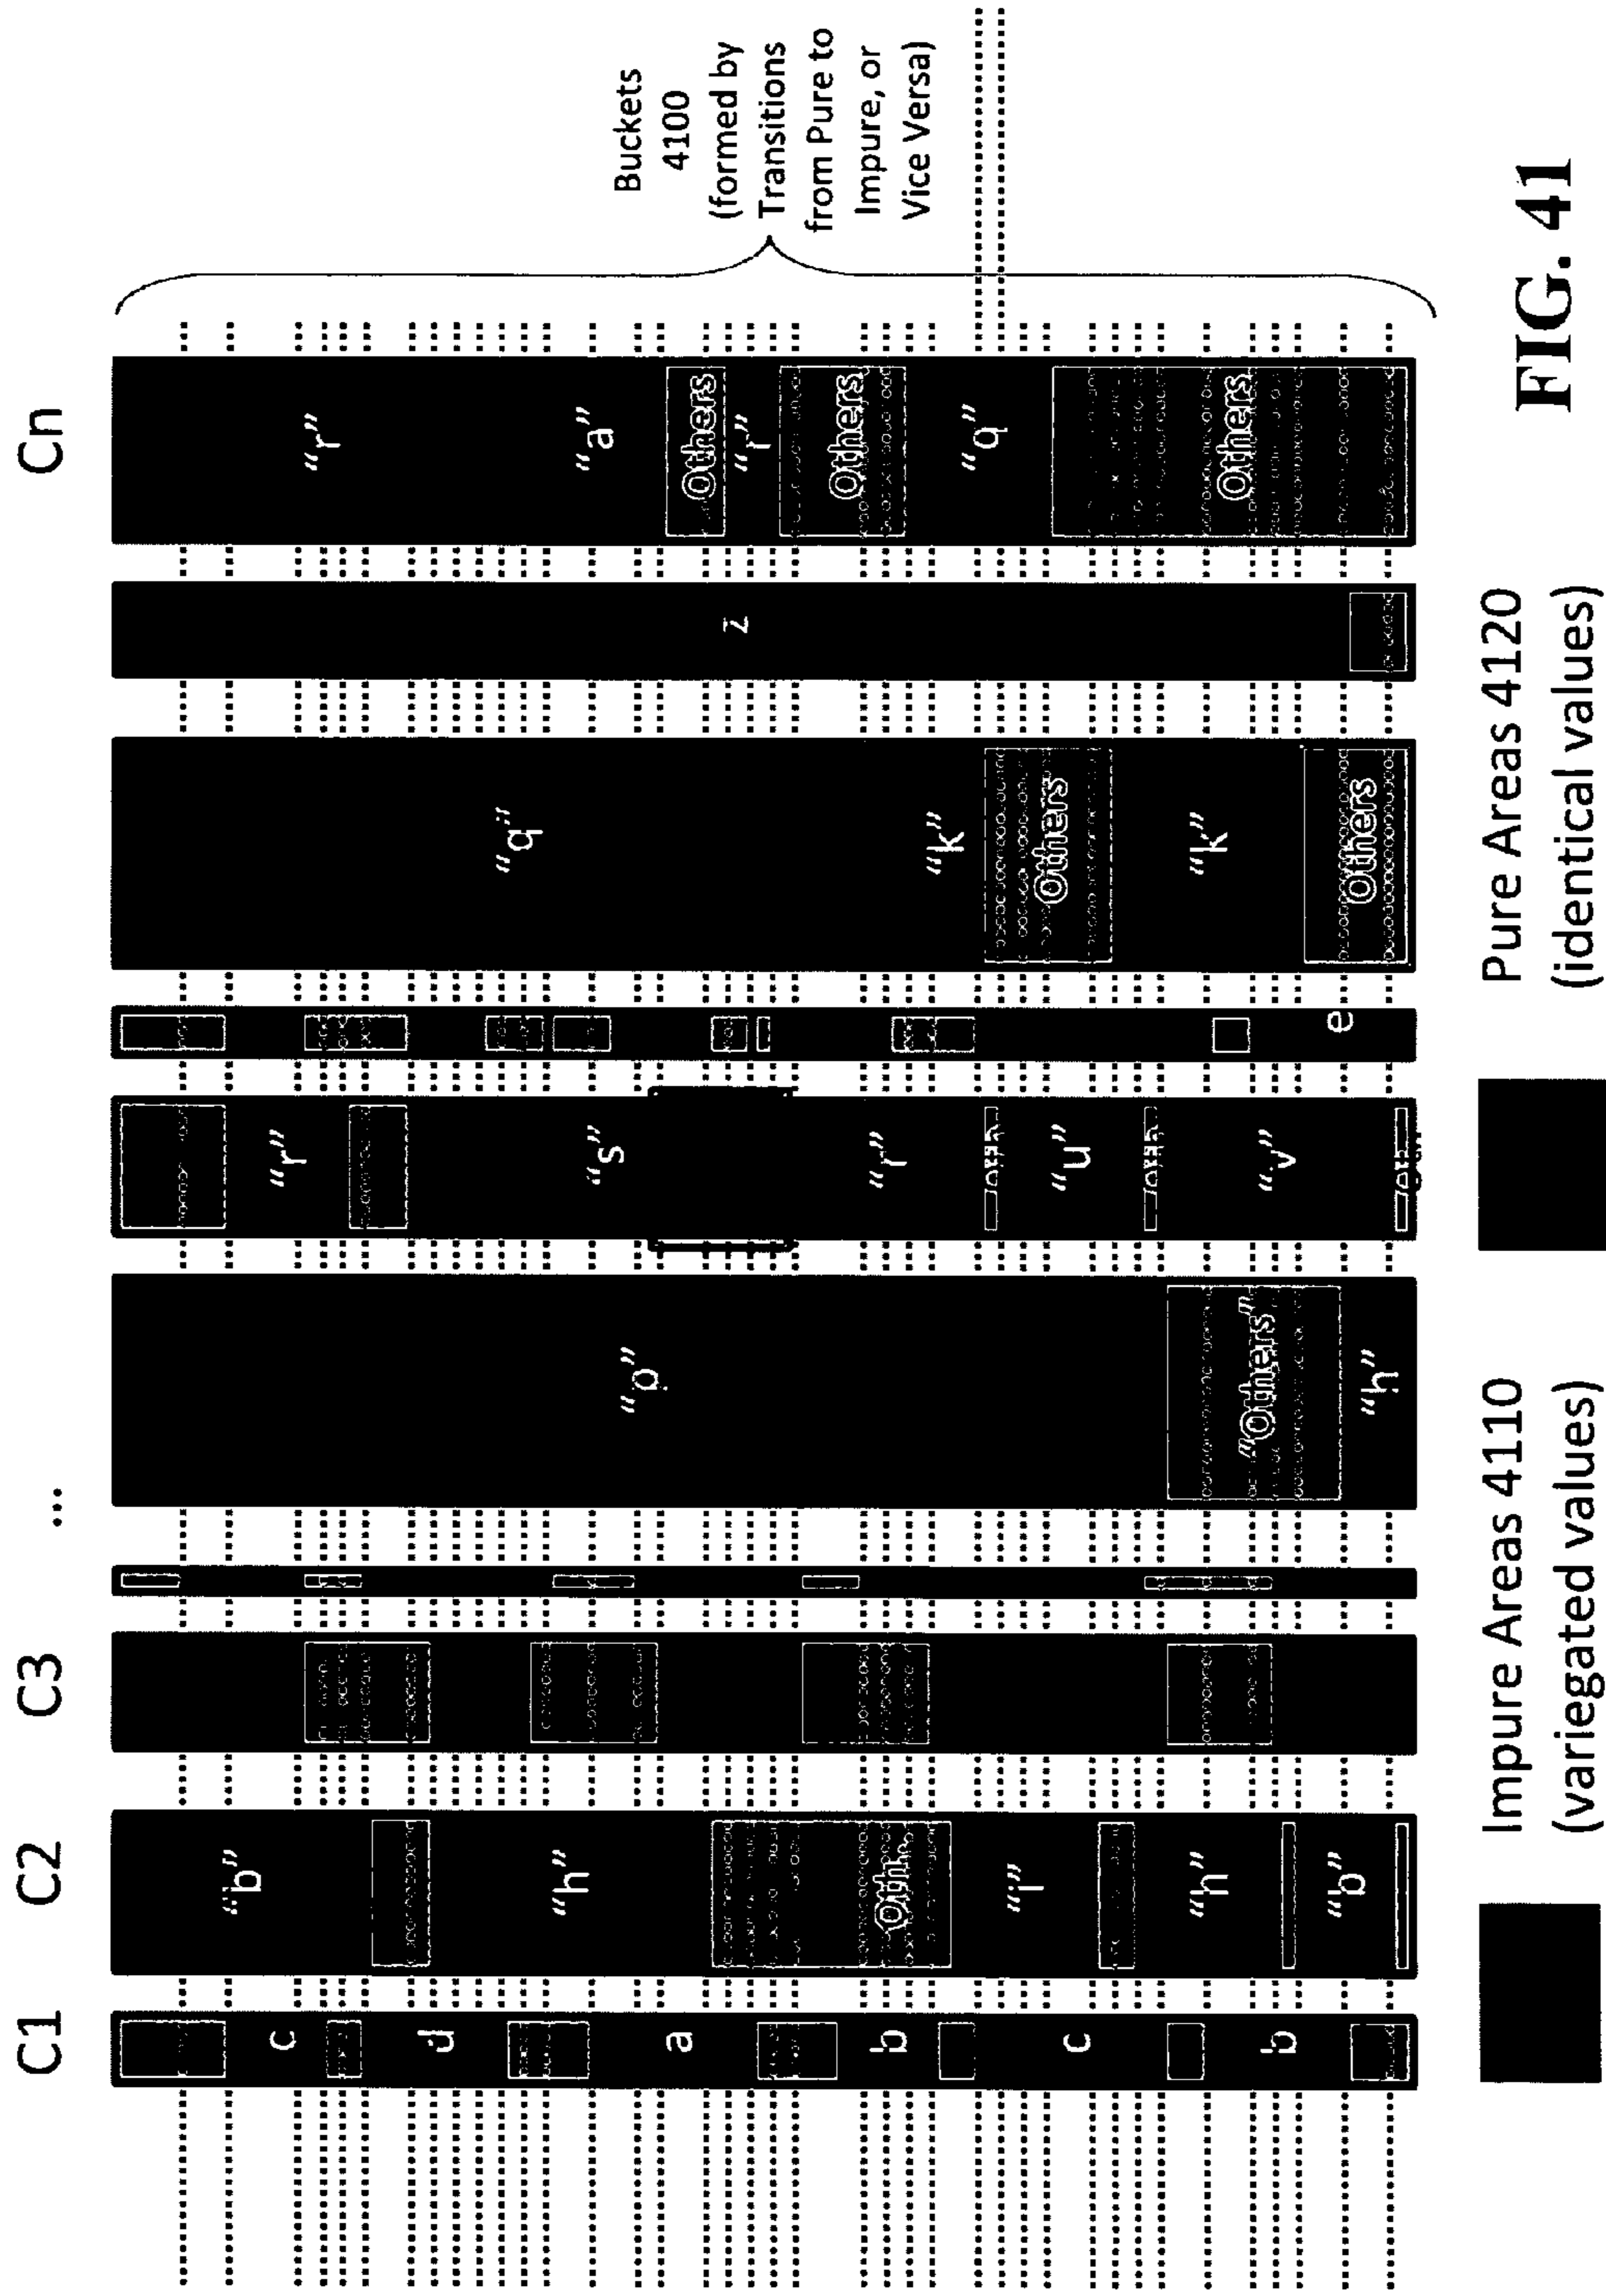 C1
C2
C3
...
Cn
c
d
a
b
c
b
"b"
"h"
Oth..
"i"
"h"
"b"
"p"
"Others"
"h"
"r"
"s"
"r"
"u"
"v"
e
"q"
"k"
Others
"k"
Others
z
"r"
"a"
Others
"r"
Others
"q"
Others
Buckets
4100
(formed by
Transitions
from Pure to
Impure, or
Vice Versa)
Impure Areas 4110
(variegated values)
Pure Areas 4120
(identical values)
FIG. 41